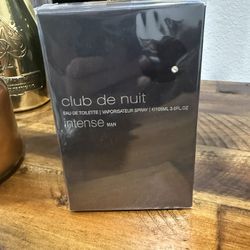 club de nuit
EAU DE TOILETTE | VAPORISATEUR SPRAY | 105ML 3.6FL.OZ
intense MAN